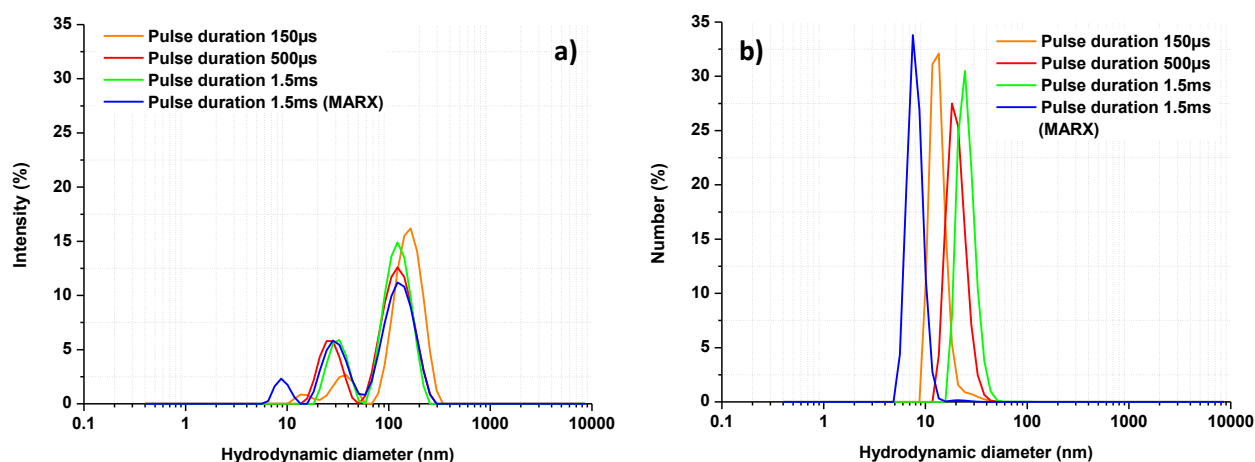 35
30
25
20
15
10
5
0
Intensity (%)
Pulse duration 150µs
Pulse duration 500µs
Pulse duration 1.5ms
Pulse duration 1.5ms (MARX)
a)
0.1 1 10 100 1000 10000
Hydrodynamic diameter (nm)
35
30
25
20
15
10
5
0
Number (%)
b)
Pulse duration 150µs
Pulse duration 500µs
Pulse duration 1.5ms
Pulse duration 1.5ms
(MARX)
0.1 1 10 100 1000 10000
Hydrodynamic diameter (nm)